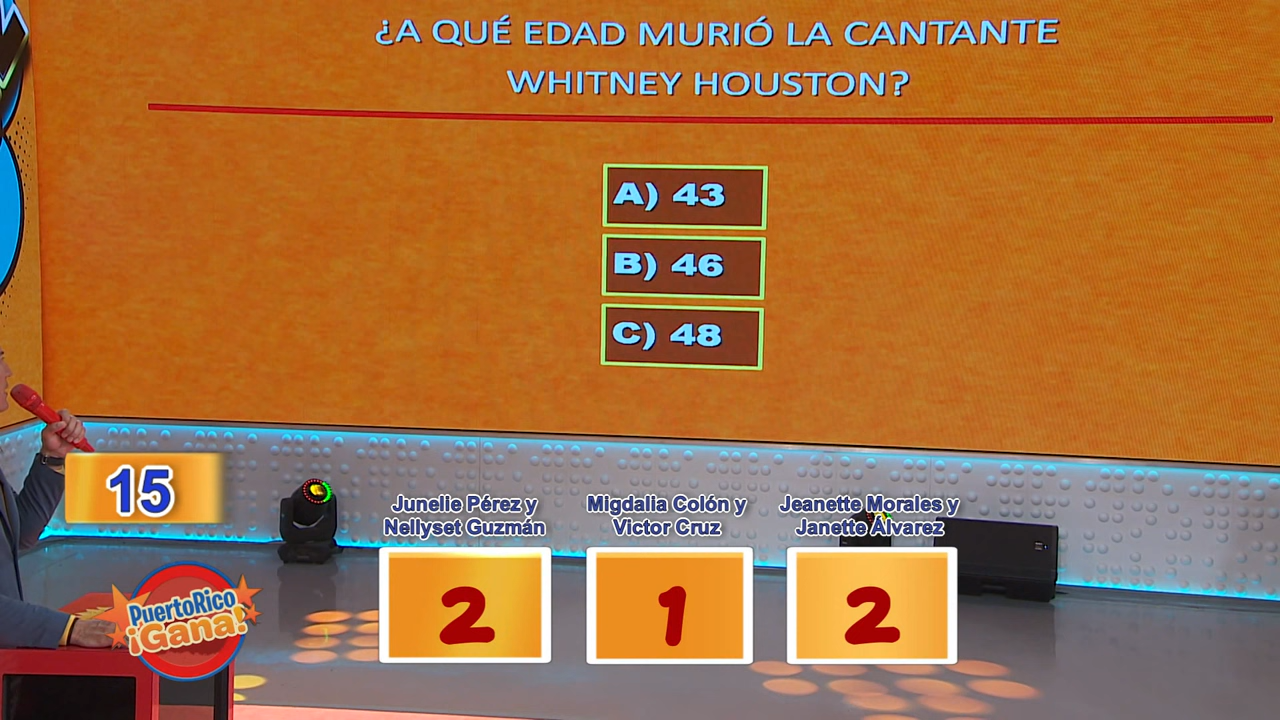 ¿A QUÉ EDAD MURIÓ LA CANTANTE
WHITNEY HOUSTON?
A) 43
B) 46
C) 48
15
Junelie Pérez y
Nellyset Guzmán
Migdalia Colón y
Victor Cruz
Jeanette Morales y
Janette Álvarez
2
1
2
PuertoRico
¡Gana!